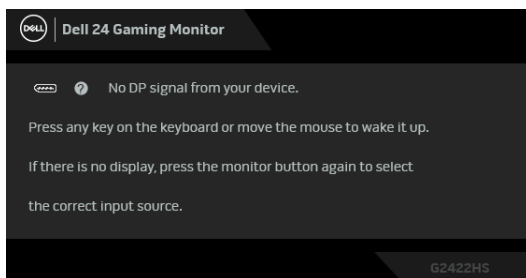 DELL
Dell 24 Gaming Monitor
No DP signal from your device.
Press any key on the keyboard or move the mouse to wake it up.
If there is no display, press the monitor button again to select
the correct input source.
G2422HS